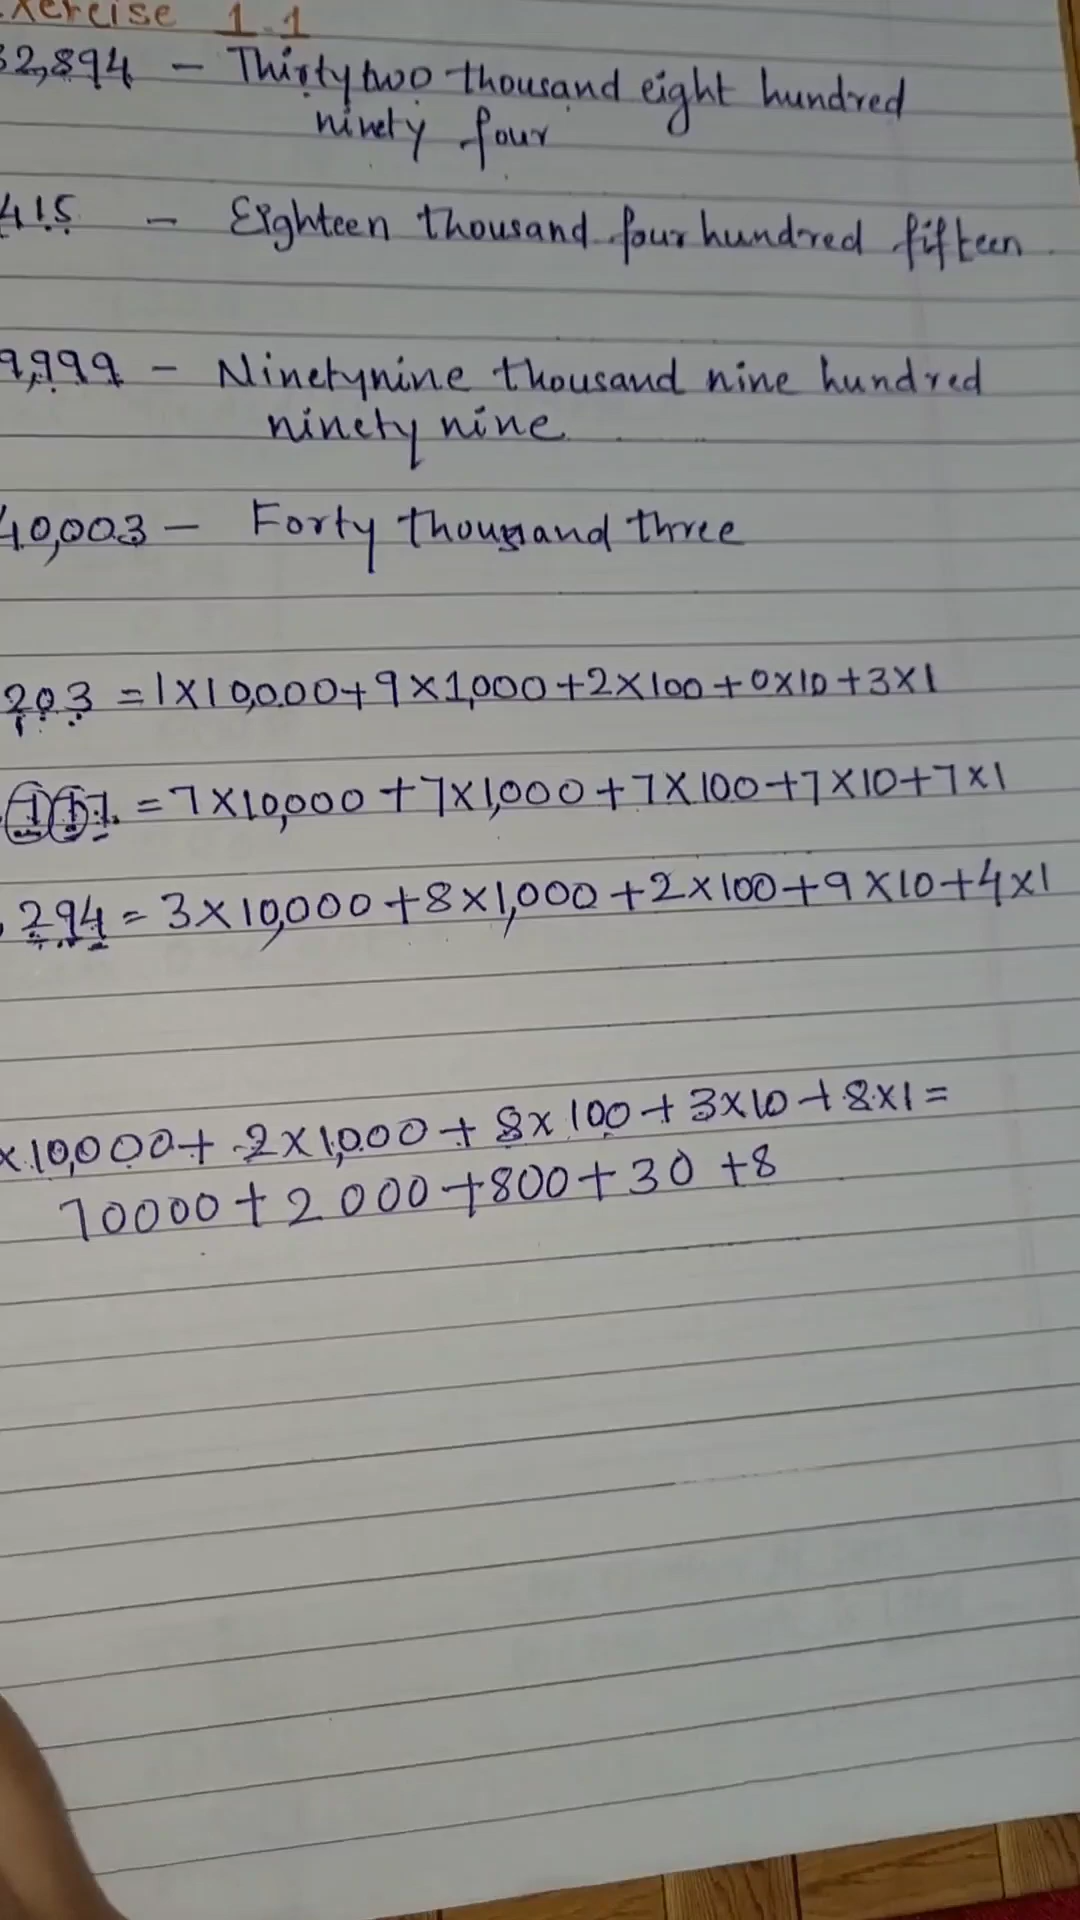 xercise 1.1
32,894 - Thirtytwo thousand eight hundred
ninety four
415 - Eighteen thousand four hundred fifteen
9,999 - Ninetynine thousand nine hundred
ninety nine
40,003 - Forty thousand three
203 = 1×10,000+9×1,000+2×100+0×10+3×1
777 = 7×10,000+7×1,000+7×100+7×10+7×1
,294 = 3×10,000+8×1,000+2×100+9×10+4×1
×10,000+2×1,000+8×100+3×10+8×1=
70000+2000+800+30+8